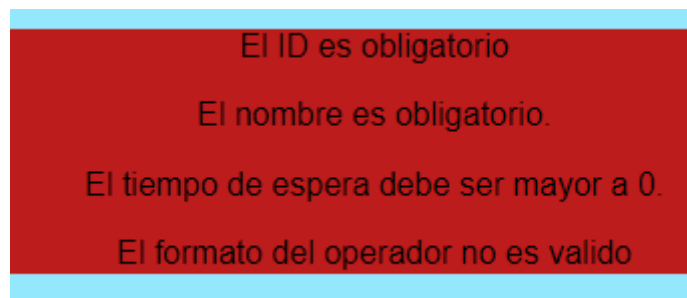 El ID es obligatorio
El nombre es obligatorio.
El tiempo de espera debe ser mayor a 0.
El formato del operador no es valido